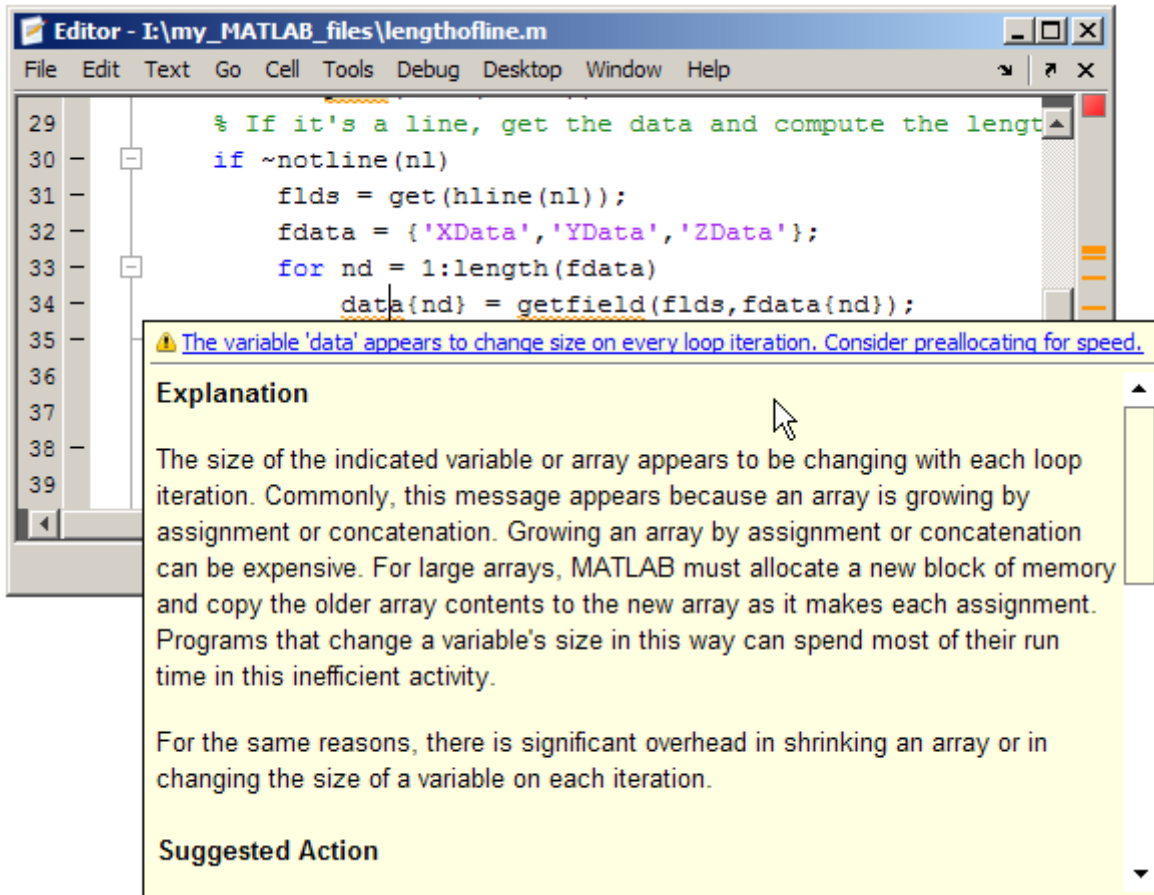 Editor - I:\my_MATLAB_files\lengthofline.m
File Edit Text Go Cell Tools Debug Desktop Window Help
29 % If it's a line, get the data and compute the lengt
30 - if ~notline(nl)
31 - flds = get(hline(nl));
32 - fdata = {'XData','YData','ZData'};
33 - for nd = 1:length(fdata)
34 - data{nd} = getfield(flds,fdata{nd});
35 -
The variable 'data' appears to change size on every loop iteration. Consider preallocating for speed.
36
37
38 -
39
Explanation
The size of the indicated variable or array appears to be changing with each loop
iteration. Commonly, this message appears because an array is growing by
assignment or concatenation. Growing an array by assignment or concatenation
can be expensive. For large arrays, MATLAB must allocate a new block of memory
and copy the older array contents to the new array as it makes each assignment.
Programs that change a variable's size in this way can spend most of their run
time in this inefficient activity.
For the same reasons, there is significant overhead in shrinking an array or in
changing the size of a variable on each iteration.
Suggested Action